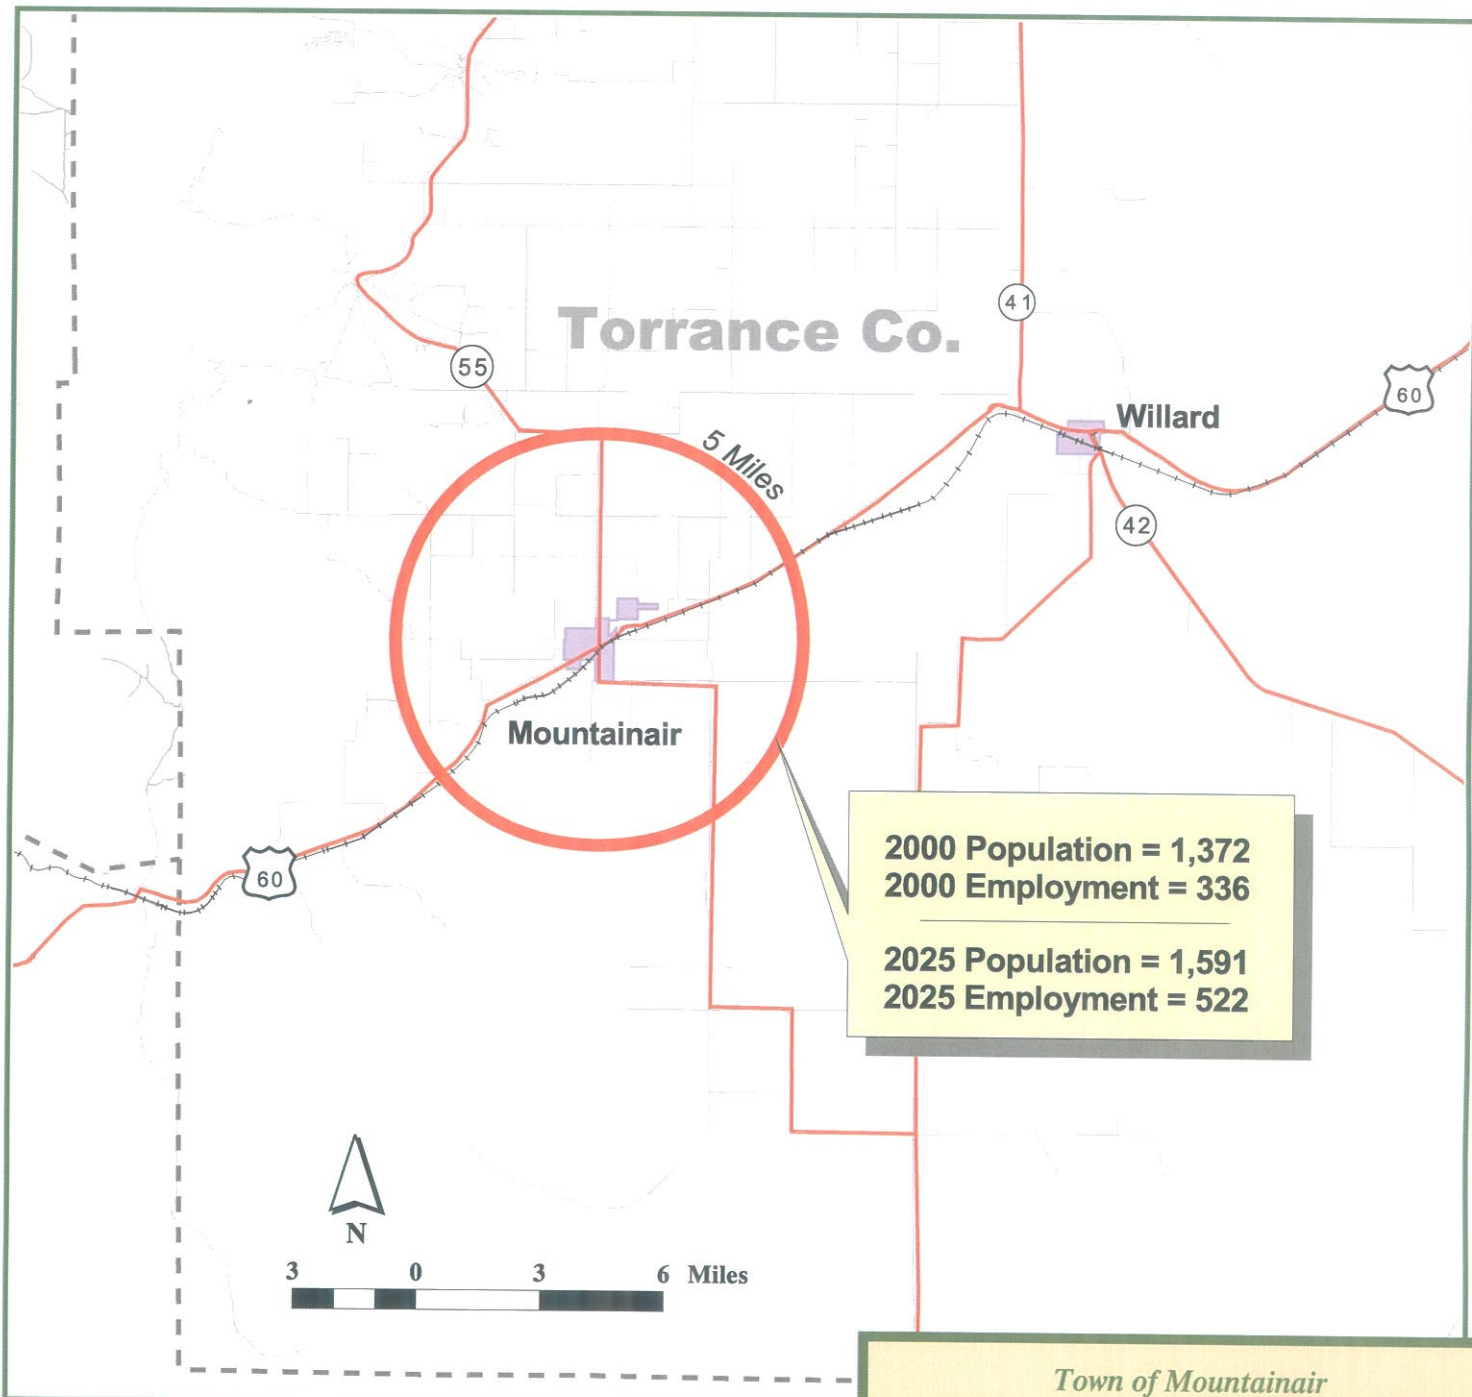 41
Torrance Co.
55
60
Willard
5 Miles
42
Mountainair
2000 Population = 1,372
2000 Employment = 336
2025 Population = 1,591
2025 Employment = 522
60
N
3 0 3 6 Miles
Town of Mountainair